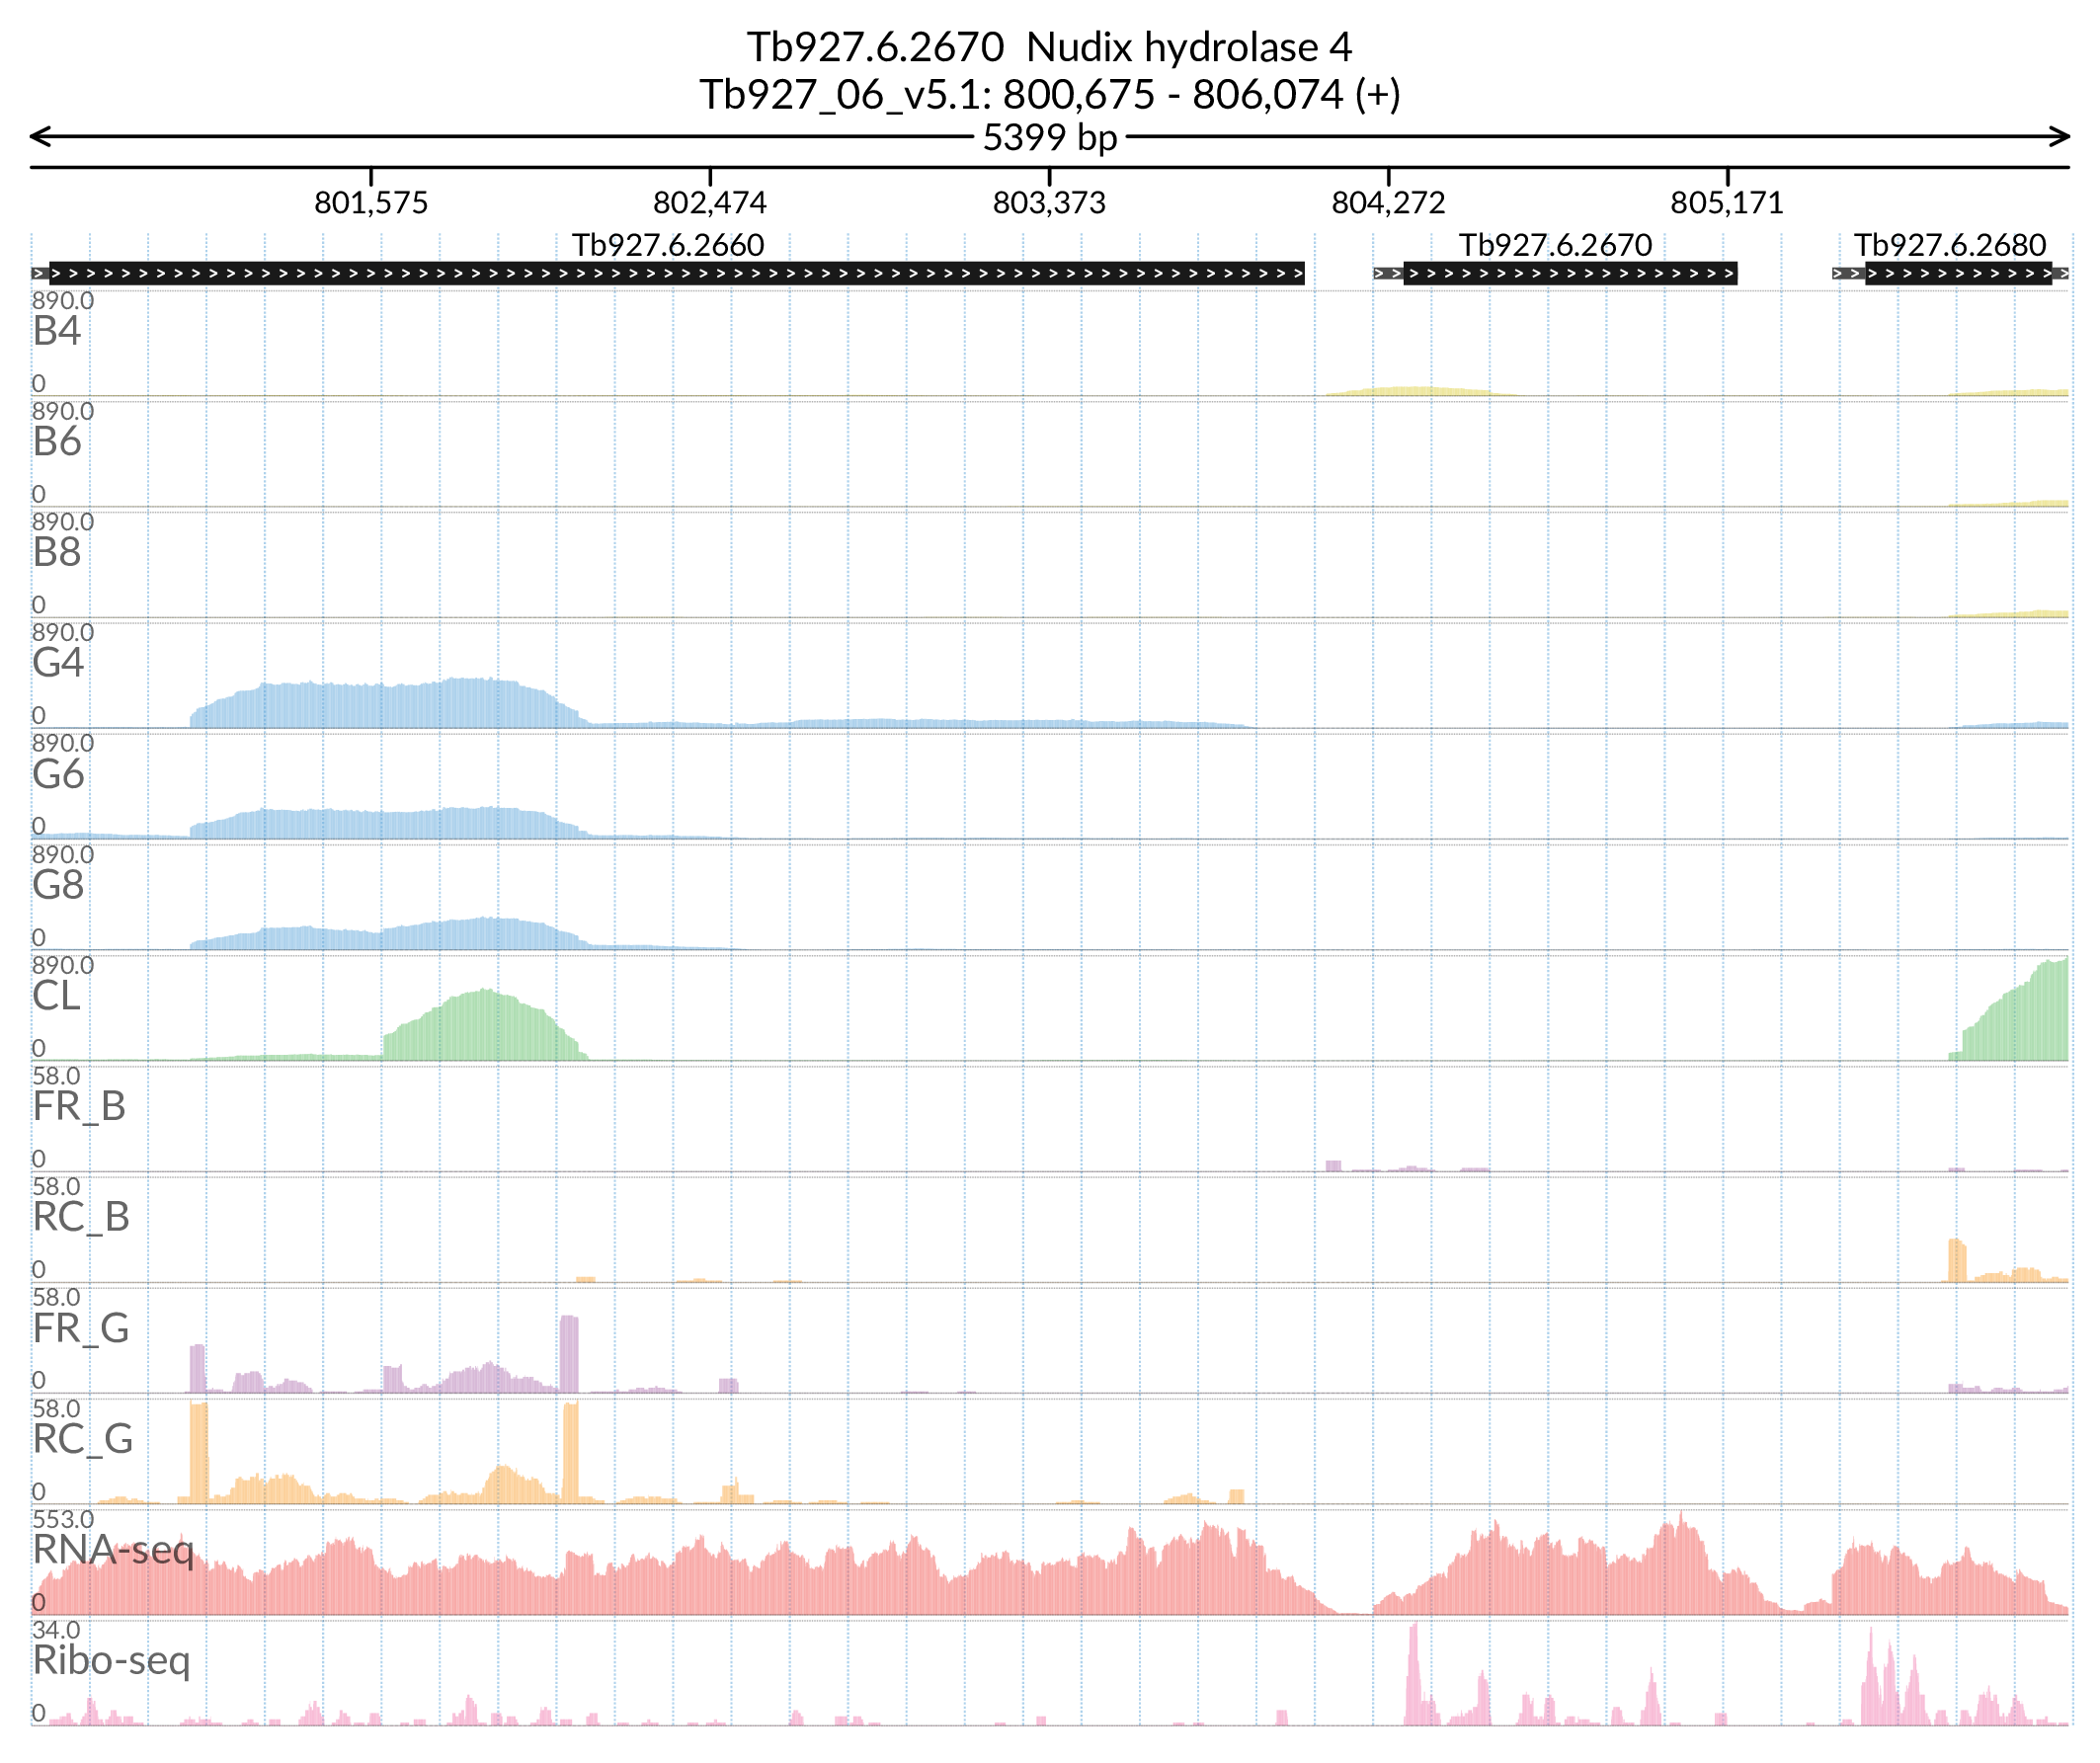 Tb927.6.2670  Nudix hydrolase 4
Tb927_06_v5.1: 800,675 - 806,074 (+)
5399 bp
801,575 802,474 803,373 804,272 805,171
Tb927.6.2660 Tb927.6.2670 Tb927.6.2680
890.0
B4
0
890.0
B6
0
890.0
B8
0
890.0
G4
0
890.0
G6
0
890.0
G8
0
890.0
CL
0
58.0
FR_B
0
58.0
RC_B
0
58.0
FR_G
0
58.0
RC_G
0
553.0
RNA-seq
0
34.0
Ribo-seq
0